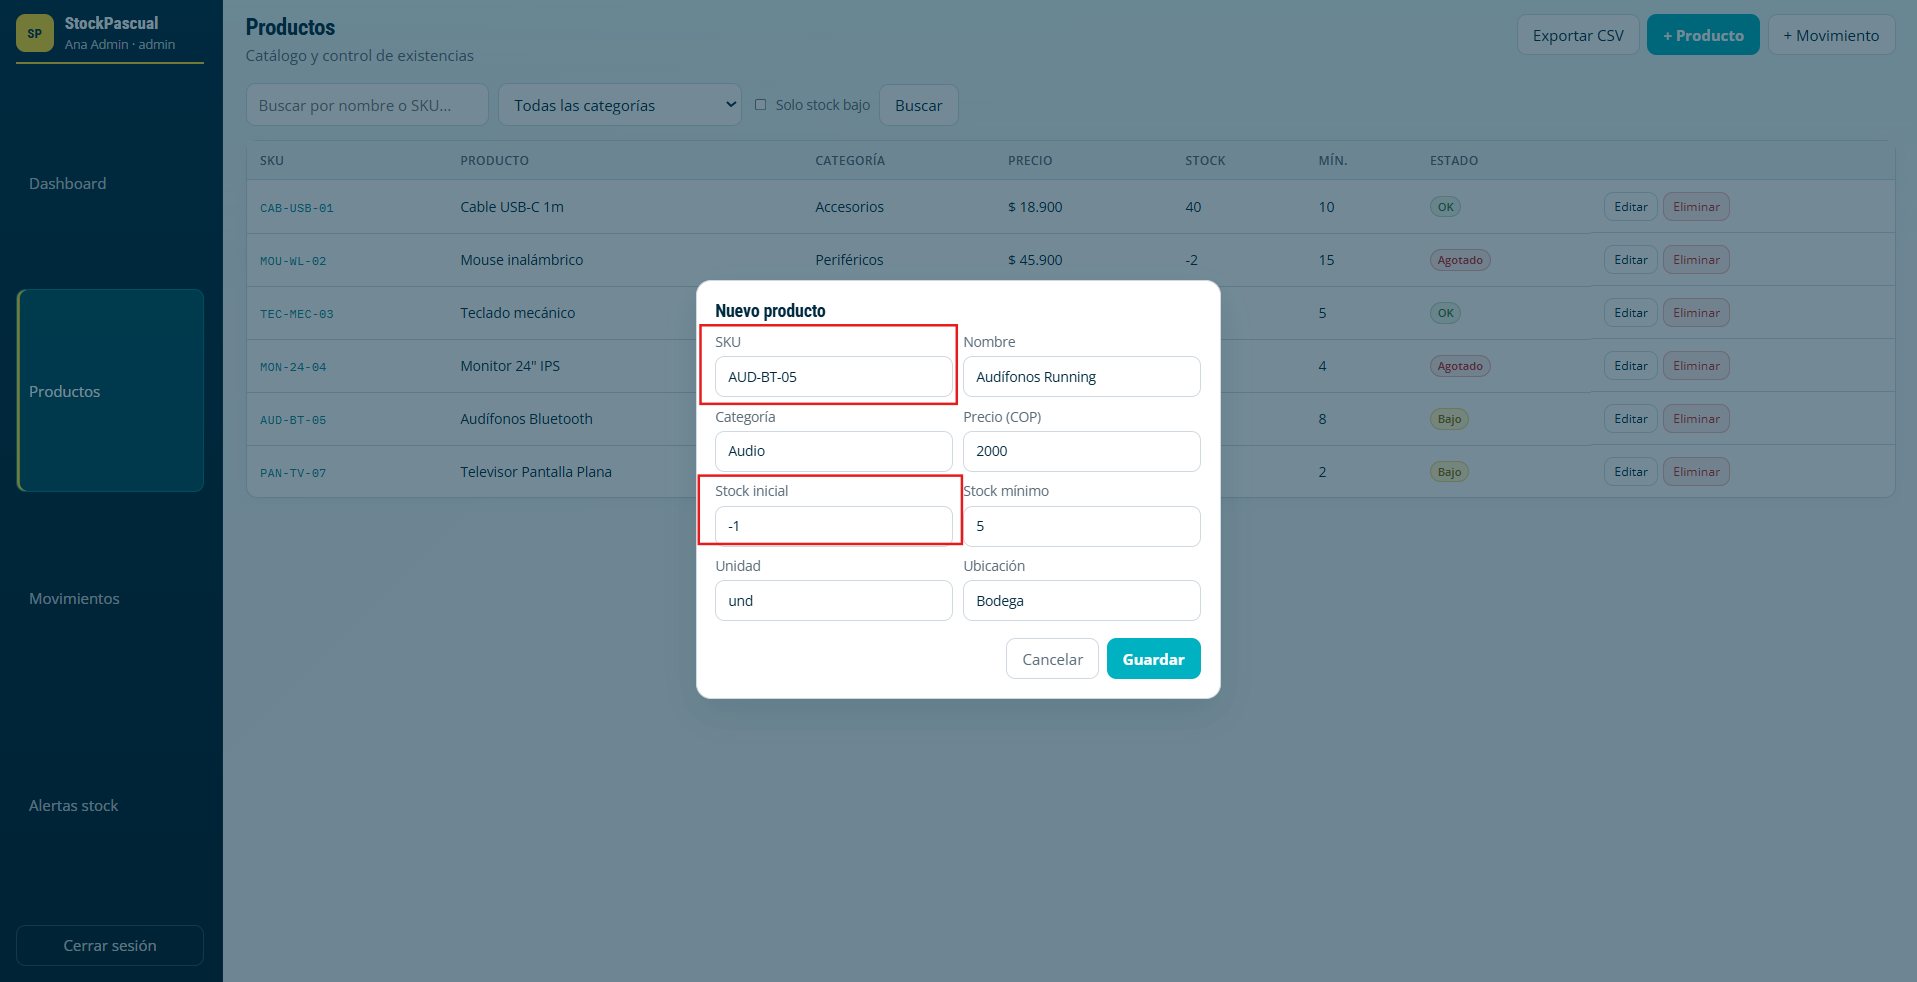 SP
StockPascual
Ana Admin · admin
Dashboard
Productos
Movimientos
Alertas stock
Cerrar sesión
Productos
Catálogo y control de existencias
Exportar CSV
+ Producto
+ Movimiento
Buscar por nombre o SKU...
Todas las categorías
Solo stock bajo
Buscar
SKU PRODUCTO CATEGORÍA PRECIO STOCK MÍN. ESTADO
CAB-USB-01 Cable USB-C 1m Accesorios $ 18.900 40 10 OK Editar Eliminar
MOU-WL-02 Mouse inalámbrico Periféricos $ 45.900 -2 15 Agotado Editar Eliminar
TEC-MEC-03 Teclado mecánico 5 OK Editar Eliminar
MON-24-04 Monitor 24" IPS 4 Agotado Editar Eliminar
AUD-BT-05 Audífonos Bluetooth 8 Bajo Editar Eliminar
PAN-TV-07 Televisor Pantalla Plana 2 Bajo Editar Eliminar
Nuevo producto
SKU Nombre
AUD-BT-05 Audífonos Running
Categoría Precio (COP)
Audio 2000
Stock inicial Stock mínimo
-1 5
Unidad Ubicación
und Bodega
Cancelar Guardar